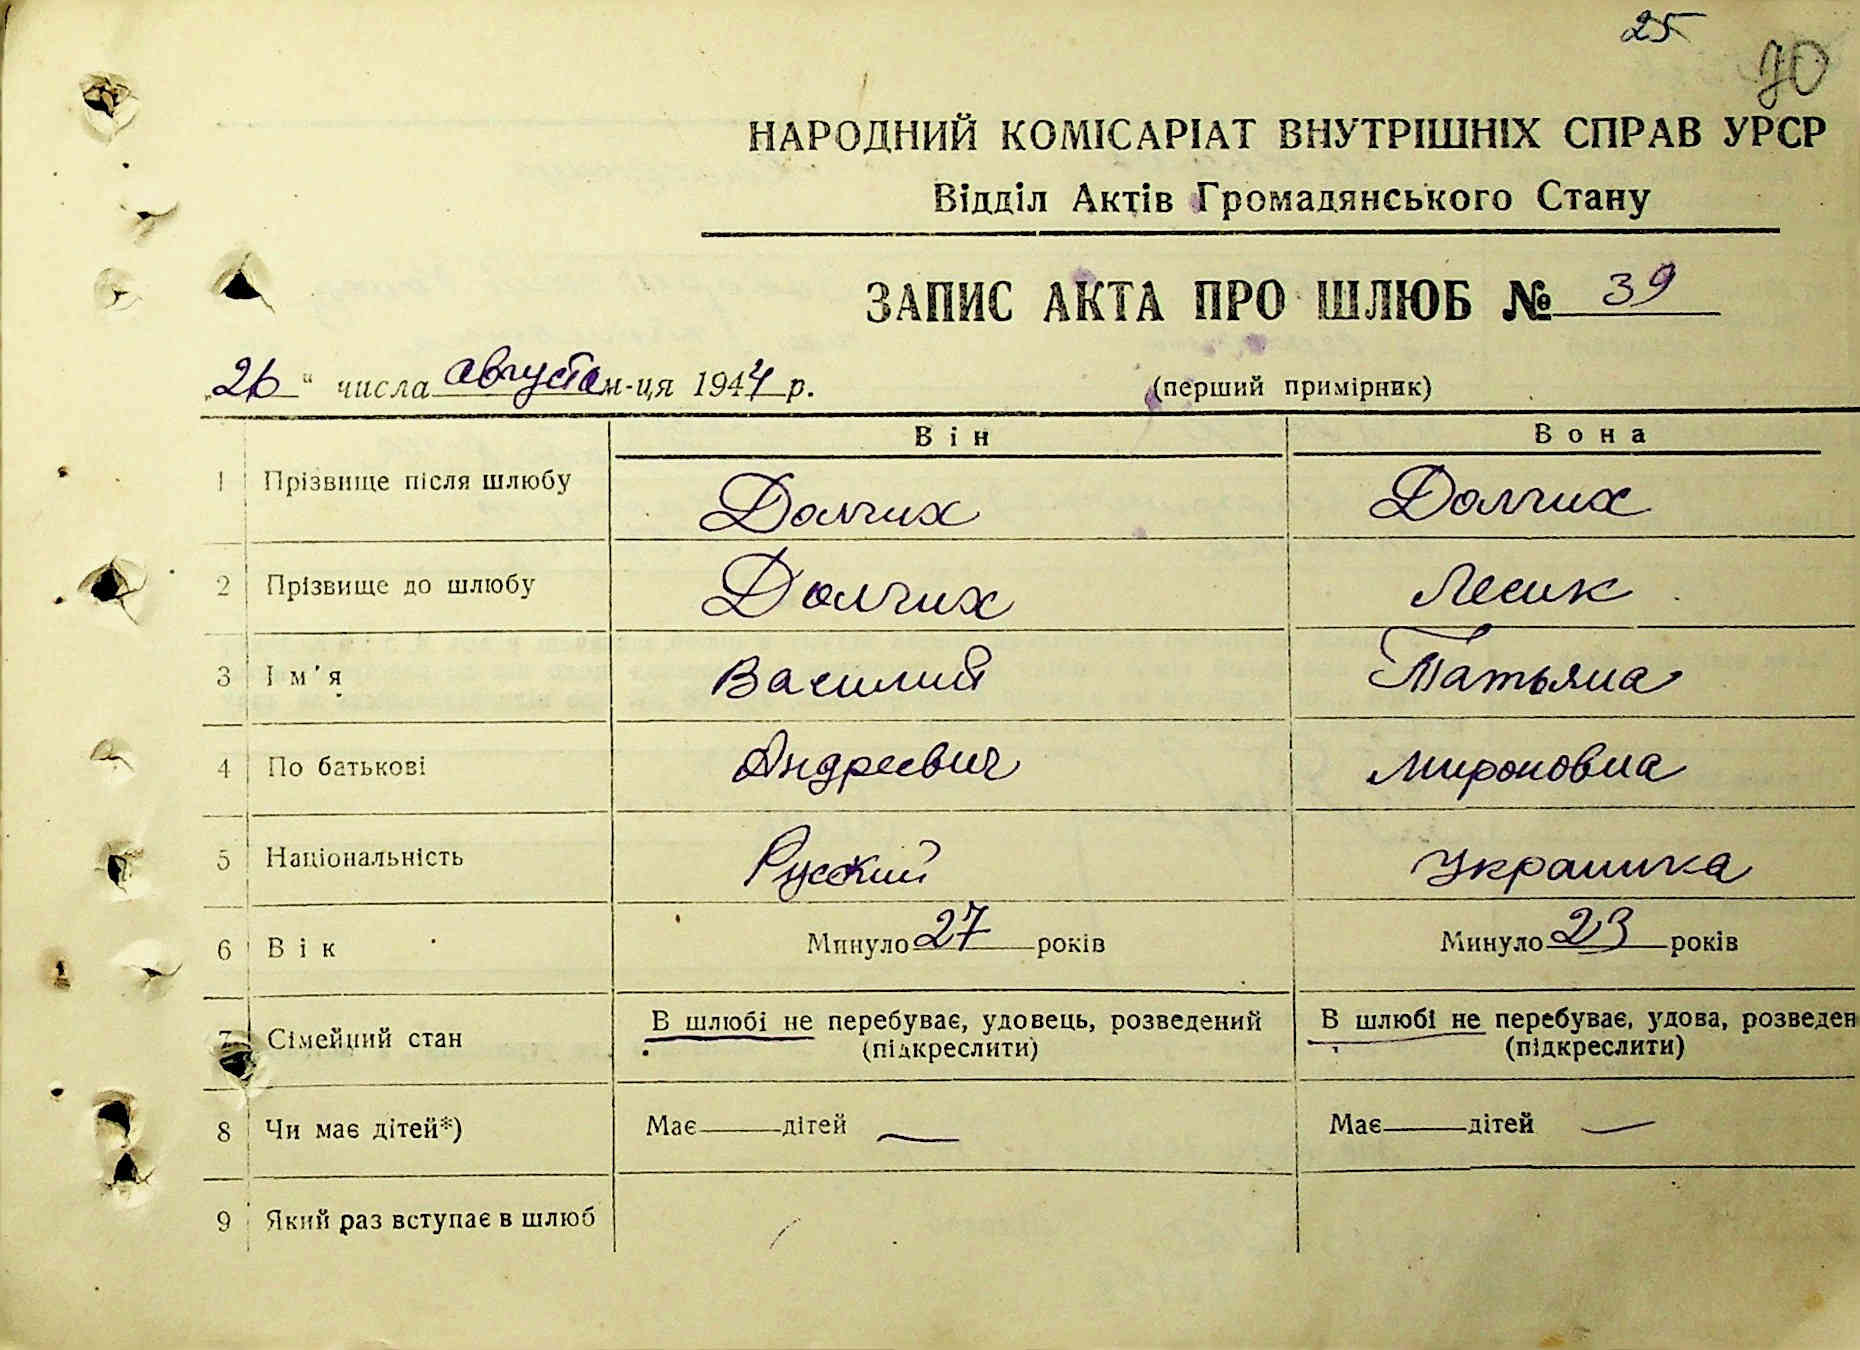 25
90
НАРОДНИЙ КОМІСАРІАТ ВНУТРІШНІХ СПРАВ УРСР
Відділ Актів Громадянського Стану
ЗАПИС АКТА ПРО ШЛЮБ № 39
„26" числа августа м-ця 1944 р. (перший примірник)
Він Вона
1 Прізвище після шлюбу Долгих Долгих
2 Прізвище до шлюбу Долгих Лесик
3 Ім'я Василий Татьяна
4 По батькові Андреевич Мироновна
5 Національність Русский Украинка
6 Вік Минуло 27 років Минуло 23 років
7 Сімейний стан В шлюбі не перебуває, удовець, розведений (підкреслити) В шлюбі не перебуває, удова, розведен (підкреслити)
8 Чи має дітей*) Має — дітей — Має — дітей —
9 Який раз вступає в шлюб